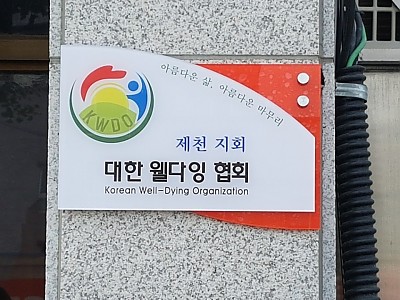 아름다운 삶, 아름다운 마무리
KWDO
제천 지회
대한 웰다잉 협회
Korean Well-Dying Organization